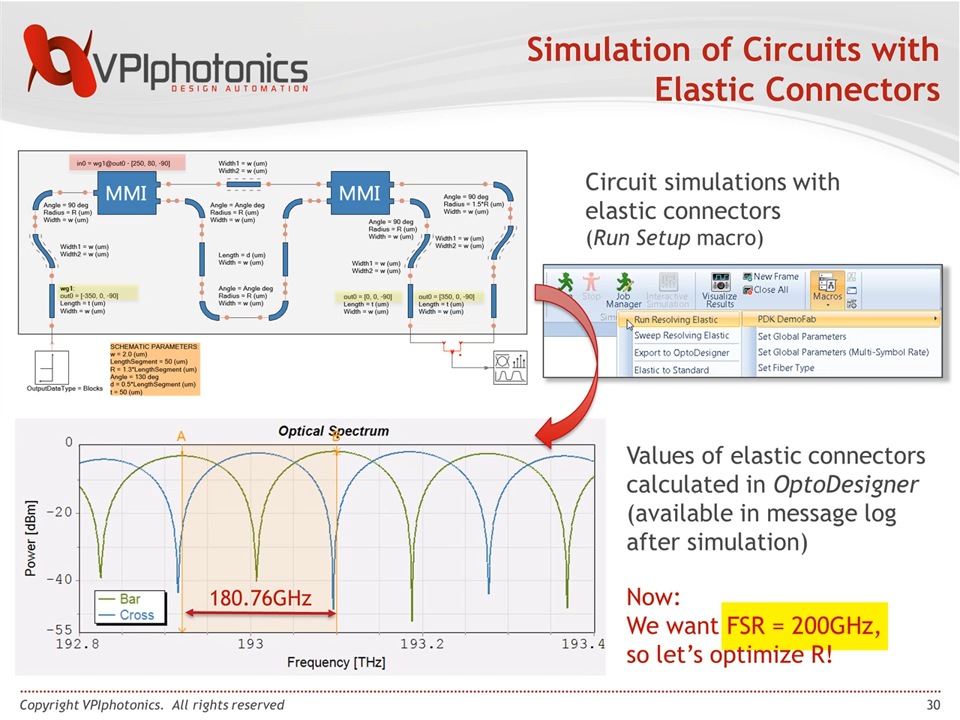 VPIphotonics
DESIGN AUTOMATION
Simulation of Circuits with
Elastic Connectors
in0 = wg1@out0 - [250, 80, -90]
Width1 = w (um)
Width2 = w (um)
MMI
MMI
Angle = 90 deg
Radius = R (um)
Width = w (um)
Angle = Angle deg
Radius = R (um)
Width = w (um)
Angle = 90 deg
Radius = R (um)
Width = w (um)
Angle = 90 deg
Radius = 1.5*R (um)
Width = w (um)
Width1 = w (um)
Width2 = w (um)
Length = d (um)
Width = w (um)
Width1 = w (um)
Width2 = w (um)
Width1 = w (um)
Width2 = w (um)
wg1:
out0 = [-350, 0, -90]
Length = t (um)
Width = w (um)
Angle = Angle deg
Radius = R (um)
Width = w (um)
out0 = [0, 0, -90]
Length = t (um)
Width = w (um)
out0 = [350, 0, -90]
Length = t (um)
Width = w (um)
OutputDataType = Blocks
SCHEMATIC PARAMETERS:
w = 2.0 (um)
LengthSegment = 50 (um)
R = 1.3*LengthSegment (um)
Angle = 130 deg
d = 0.5*LengthSegment (um)
t = 50 (um)
Circuit simulations with
elastic connectors
(Run Setup macro)
Stop
Job
Manager
Interactive
Simulation
Visualize
Results
New Frame
Close All
Macros
Run Resolving Elastic
Sweep Resolving Elastic
Export to OptoDesigner
Elastic to Standard
PDK DemoFab
Set Global Parameters
Set Global Parameters (Multi-Symbol Rate)
Set Fiber Type
Optical Spectrum
A
B
Power [dBm]
0
-20
-40
-55
Bar
Cross
180.76GHz
192.8
193
193.2
193.4
Frequency [THz]
Values of elastic connectors
calculated in OptoDesigner
(available in message log
after simulation)
Now:
We want FSR = 200GHz,
so let's optimize R!
Copyright VPIphotonics. All rights reserved
30